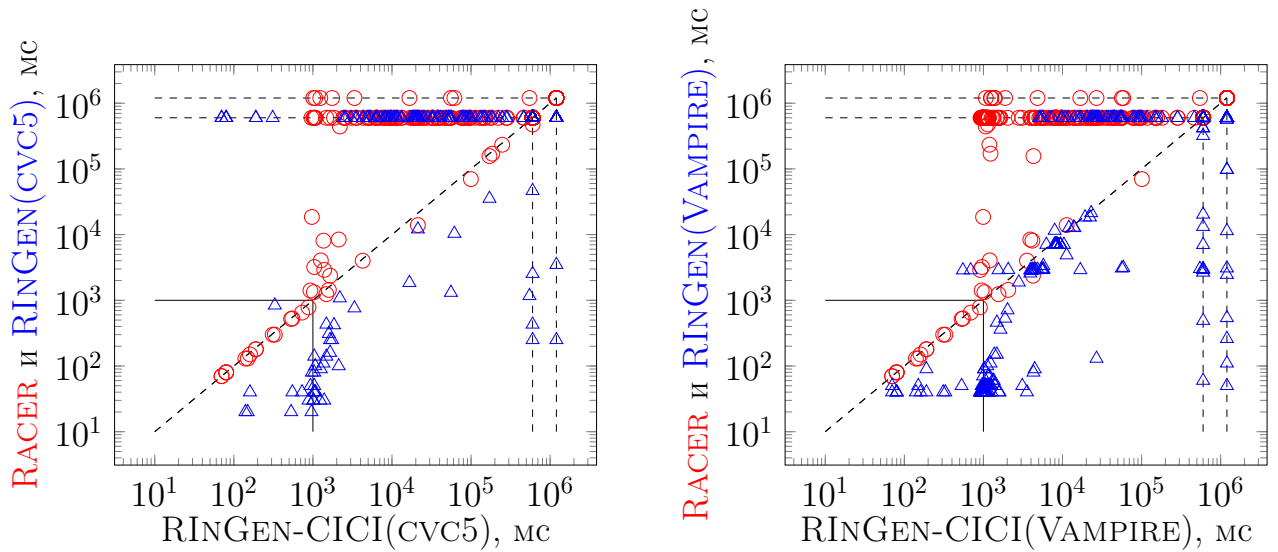 RACER и RINGEN(CVC5), мс
10^6
10^5
10^4
10^3
10^2
10^1
10^1 10^2 10^3 10^4 10^5 10^6
RINGEN-CICI(CVC5), мс
RACER и RINGEN(VAMPIRE), мс
10^6
10^5
10^4
10^3
10^2
10^1
10^1 10^2 10^3 10^4 10^5 10^6
RINGEN-CICI(VAMPIRE), мс